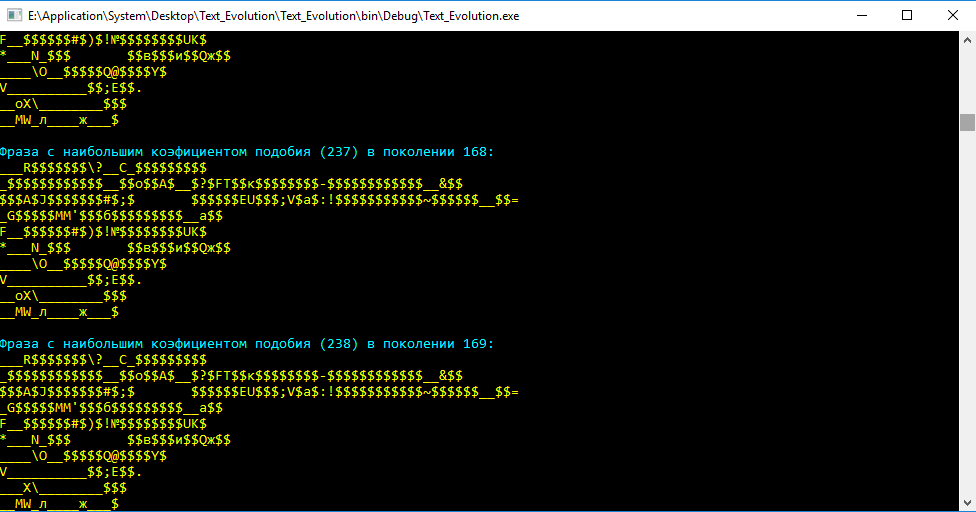 E:\Application\System\Desktop\Text_Evolution\Text_Evolution\bin\Debug\Text_Evolution.exe
F__$$$$$$#$)$!№$$$$$$$$UK$
*___N_$$$       $$в$$$и$$Qж$$
____\O__$$$$$Q@$$$$Y$
V__________$$;E$$.
__oX\________$$$
__MW_л____ж___$
Фраза с наибольшим коэфициентом подобия (237) в поколении 168:
___R$$$$$$$\?__C_$$$$$$$$$
_$$$$$$$$$$$$__$$o$$A$__$?$FT$$к$$$$$$$$-$$$$$$$$$$$$__&$$
$$$A$J$$$$$$$#$;$       $$$$$$EU$$$;V$a$:!$$$$$$$$$$$~$$$$$$__$$=
_G$$$$$MM'$$$б$$$$$$$$$__a$$
F__$$$$$$#$)$!№$$$$$$$$UK$
*___N_$$$       $$в$$$и$$Qж$$
____\O__$$$$$Q@$$$$Y$
V__________$$;E$$.
__oX\________$$$
__MW_л____ж___$
Фраза с наибольшим коэфициентом подобия (238) в поколении 169:
___R$$$$$$$\?__C_$$$$$$$$$
_$$$$$$$$$$$$__$$o$$A$__$?$FT$$к$$$$$$$$-$$$$$$$$$$$$__&$$
$$$A$J$$$$$$$#$;$       $$$$$$EU$$$;V$a$:!$$$$$$$$$$$~$$$$$$__$$=
_G$$$$$MM'$$$б$$$$$$$$$__a$$
F__$$$$$$#$)$!№$$$$$$$$UK$
*___N_$$$       $$в$$$и$$Qж$$
____\O__$$$$$Q@$$$$Y$
V__________$$;E$$.
___X\________$$$
__MW_л____ж___$